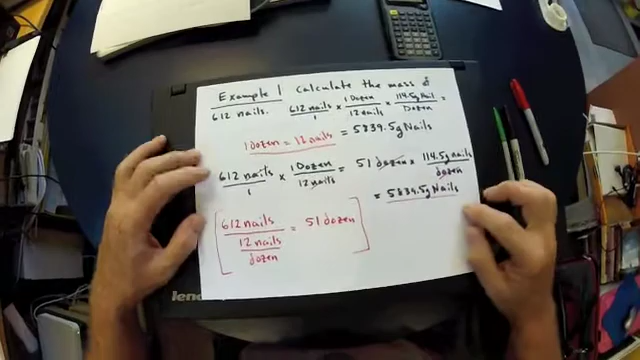 Example 1 calculate the mass of
612 nails. 612 nails/1 x 1 Dozen/12 nails x 114.5g Nails/Dozen =
1 Dozen = 12 nails = 5839.5g Nails
612 nails/1 x 1 Dozen/12 nails = 51 dozen x 114.5g nails/dozen
= 5839.5g Nails
[612 nails/12 nails/dozen = 51 dozen]
lenovo